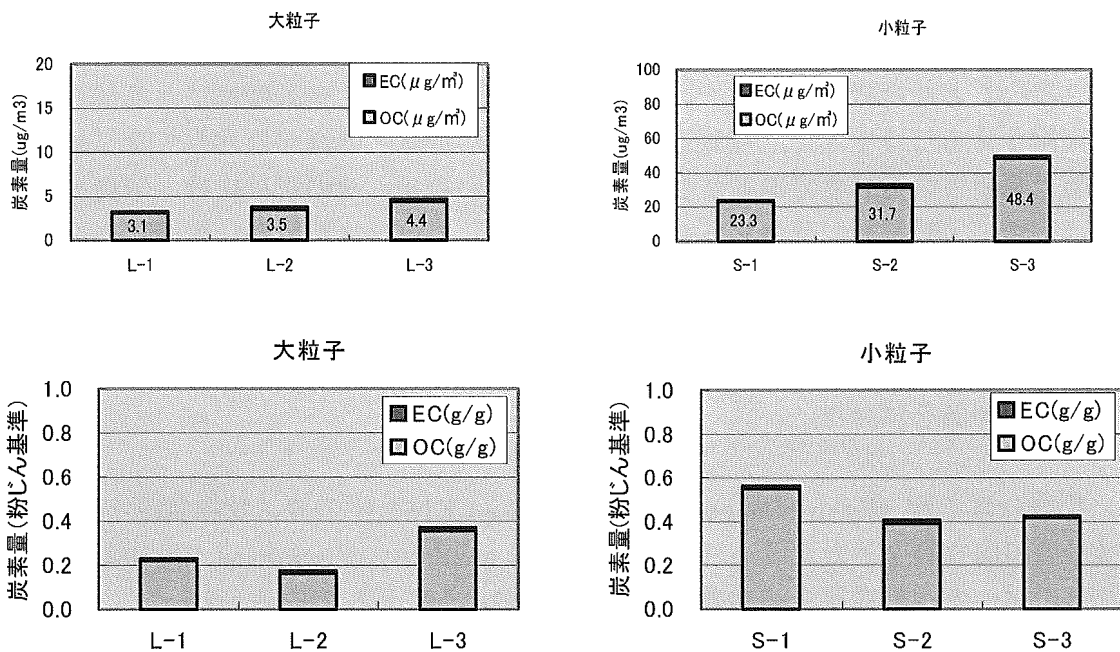 大粒子
炭素量(ug/m3)
20
15
10
5
0
EC(μg/㎥)
OC(μg/㎥)
3.1
3.5
4.4
L-1
L-2
L-3
小粒子
炭素量(ug/m3)
100
80
60
40
20
0
EC(μg/㎥)
OC(μg/㎥)
23.3
31.7
48.4
S-1
S-2
S-3
大粒子
炭素量(粉じん基準)
1.0
0.8
0.6
0.4
0.2
0.0
EC(g/g)
OC(g/g)
L-1
L-2
L-3
小粒子
炭素量(粉じん基準)
1.0
0.8
0.6
0.4
0.2
0.0
EC(g/g)
OC(g/g)
S-1
S-2
S-3